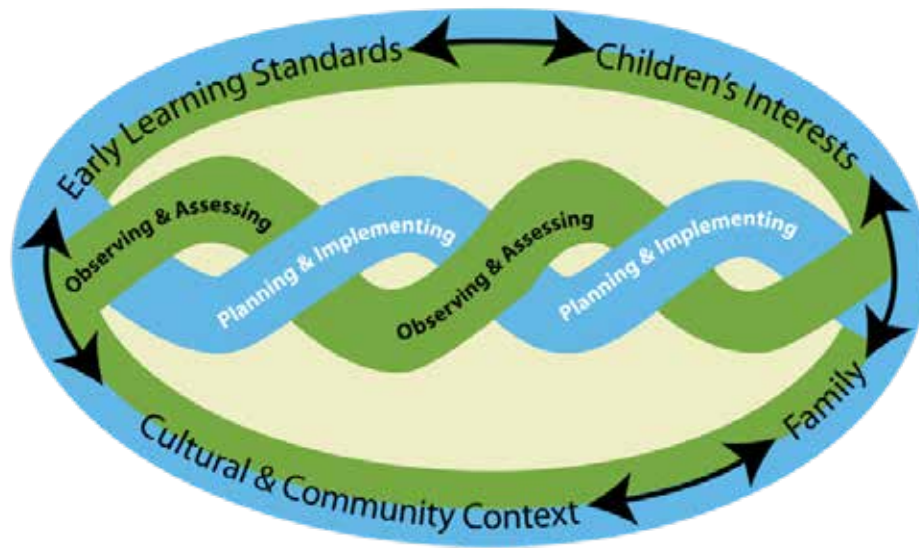 Early Learning Standards
Children's Interests
Observing & Assessing
Planning & Implementing
Observing & Assessing
Planning & Implementing
Family
Cultural & Community Context